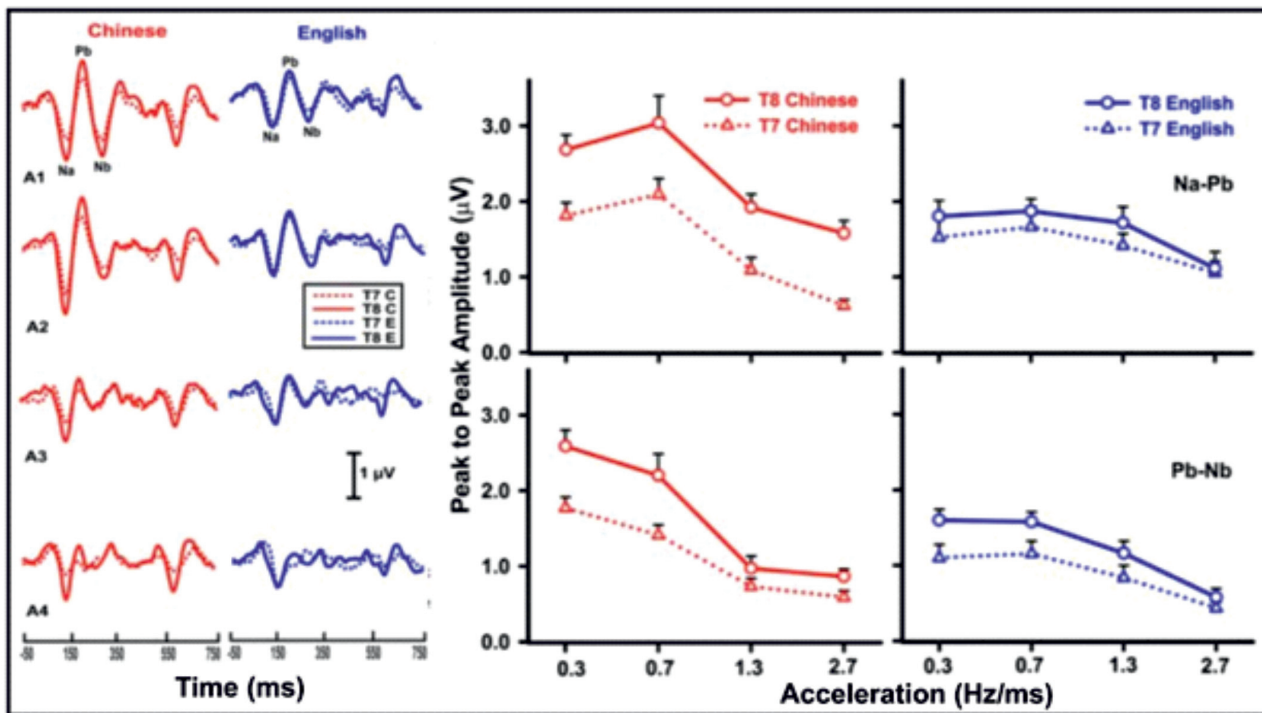 Chinese
English
Pb
Na
Nb
A1
Pb
Na
Nb
A2
T7 C
T8 C
T7 E
T8 E
A3
1 μV
A4
-50 150 250 550 750
-50 150 250 550 750
Time (ms)
Peak to Peak Amplitude (μV)
T8 Chinese
T7 Chinese
3.0
2.0
1.0
0.0
T8 English
T7 English
Na-Pb
3.0
2.0
1.0
0.0
Pb-Nb
0.3 0.7 1.3 2.7
0.3 0.7 1.3 2.7
Acceleration (Hz/ms)